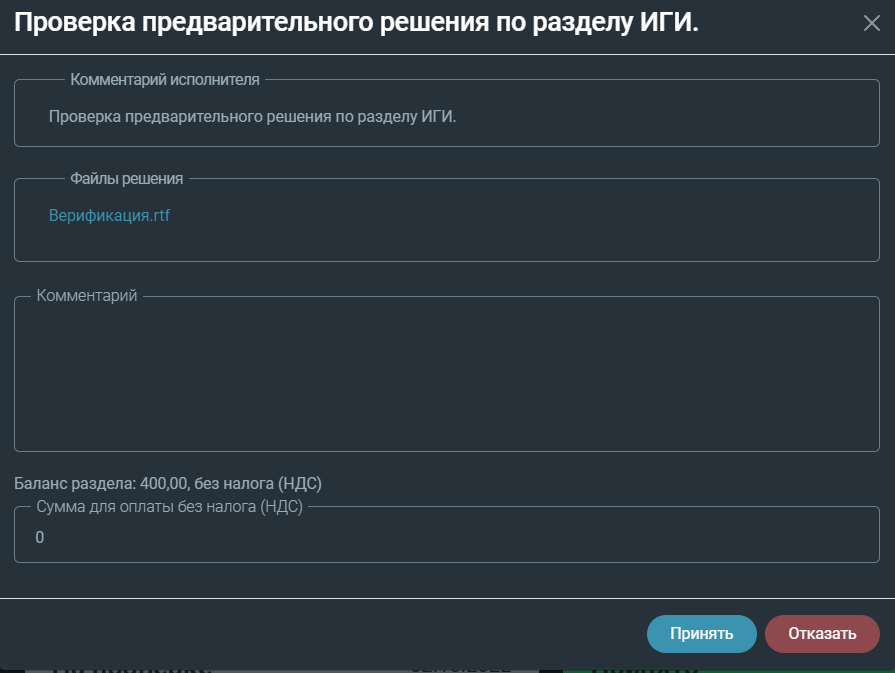 Проверка предварительного решения по разделу ИГИ.
Комментарий исполнителя
Проверка предварительного решения по разделу ИГИ.
Файлы решения
Верификация.rtf
Комментарий
Баланс раздела: 400,00, без налога (НДС)
Сумма для оплаты без налога (НДС)
0
Принять
Отказать